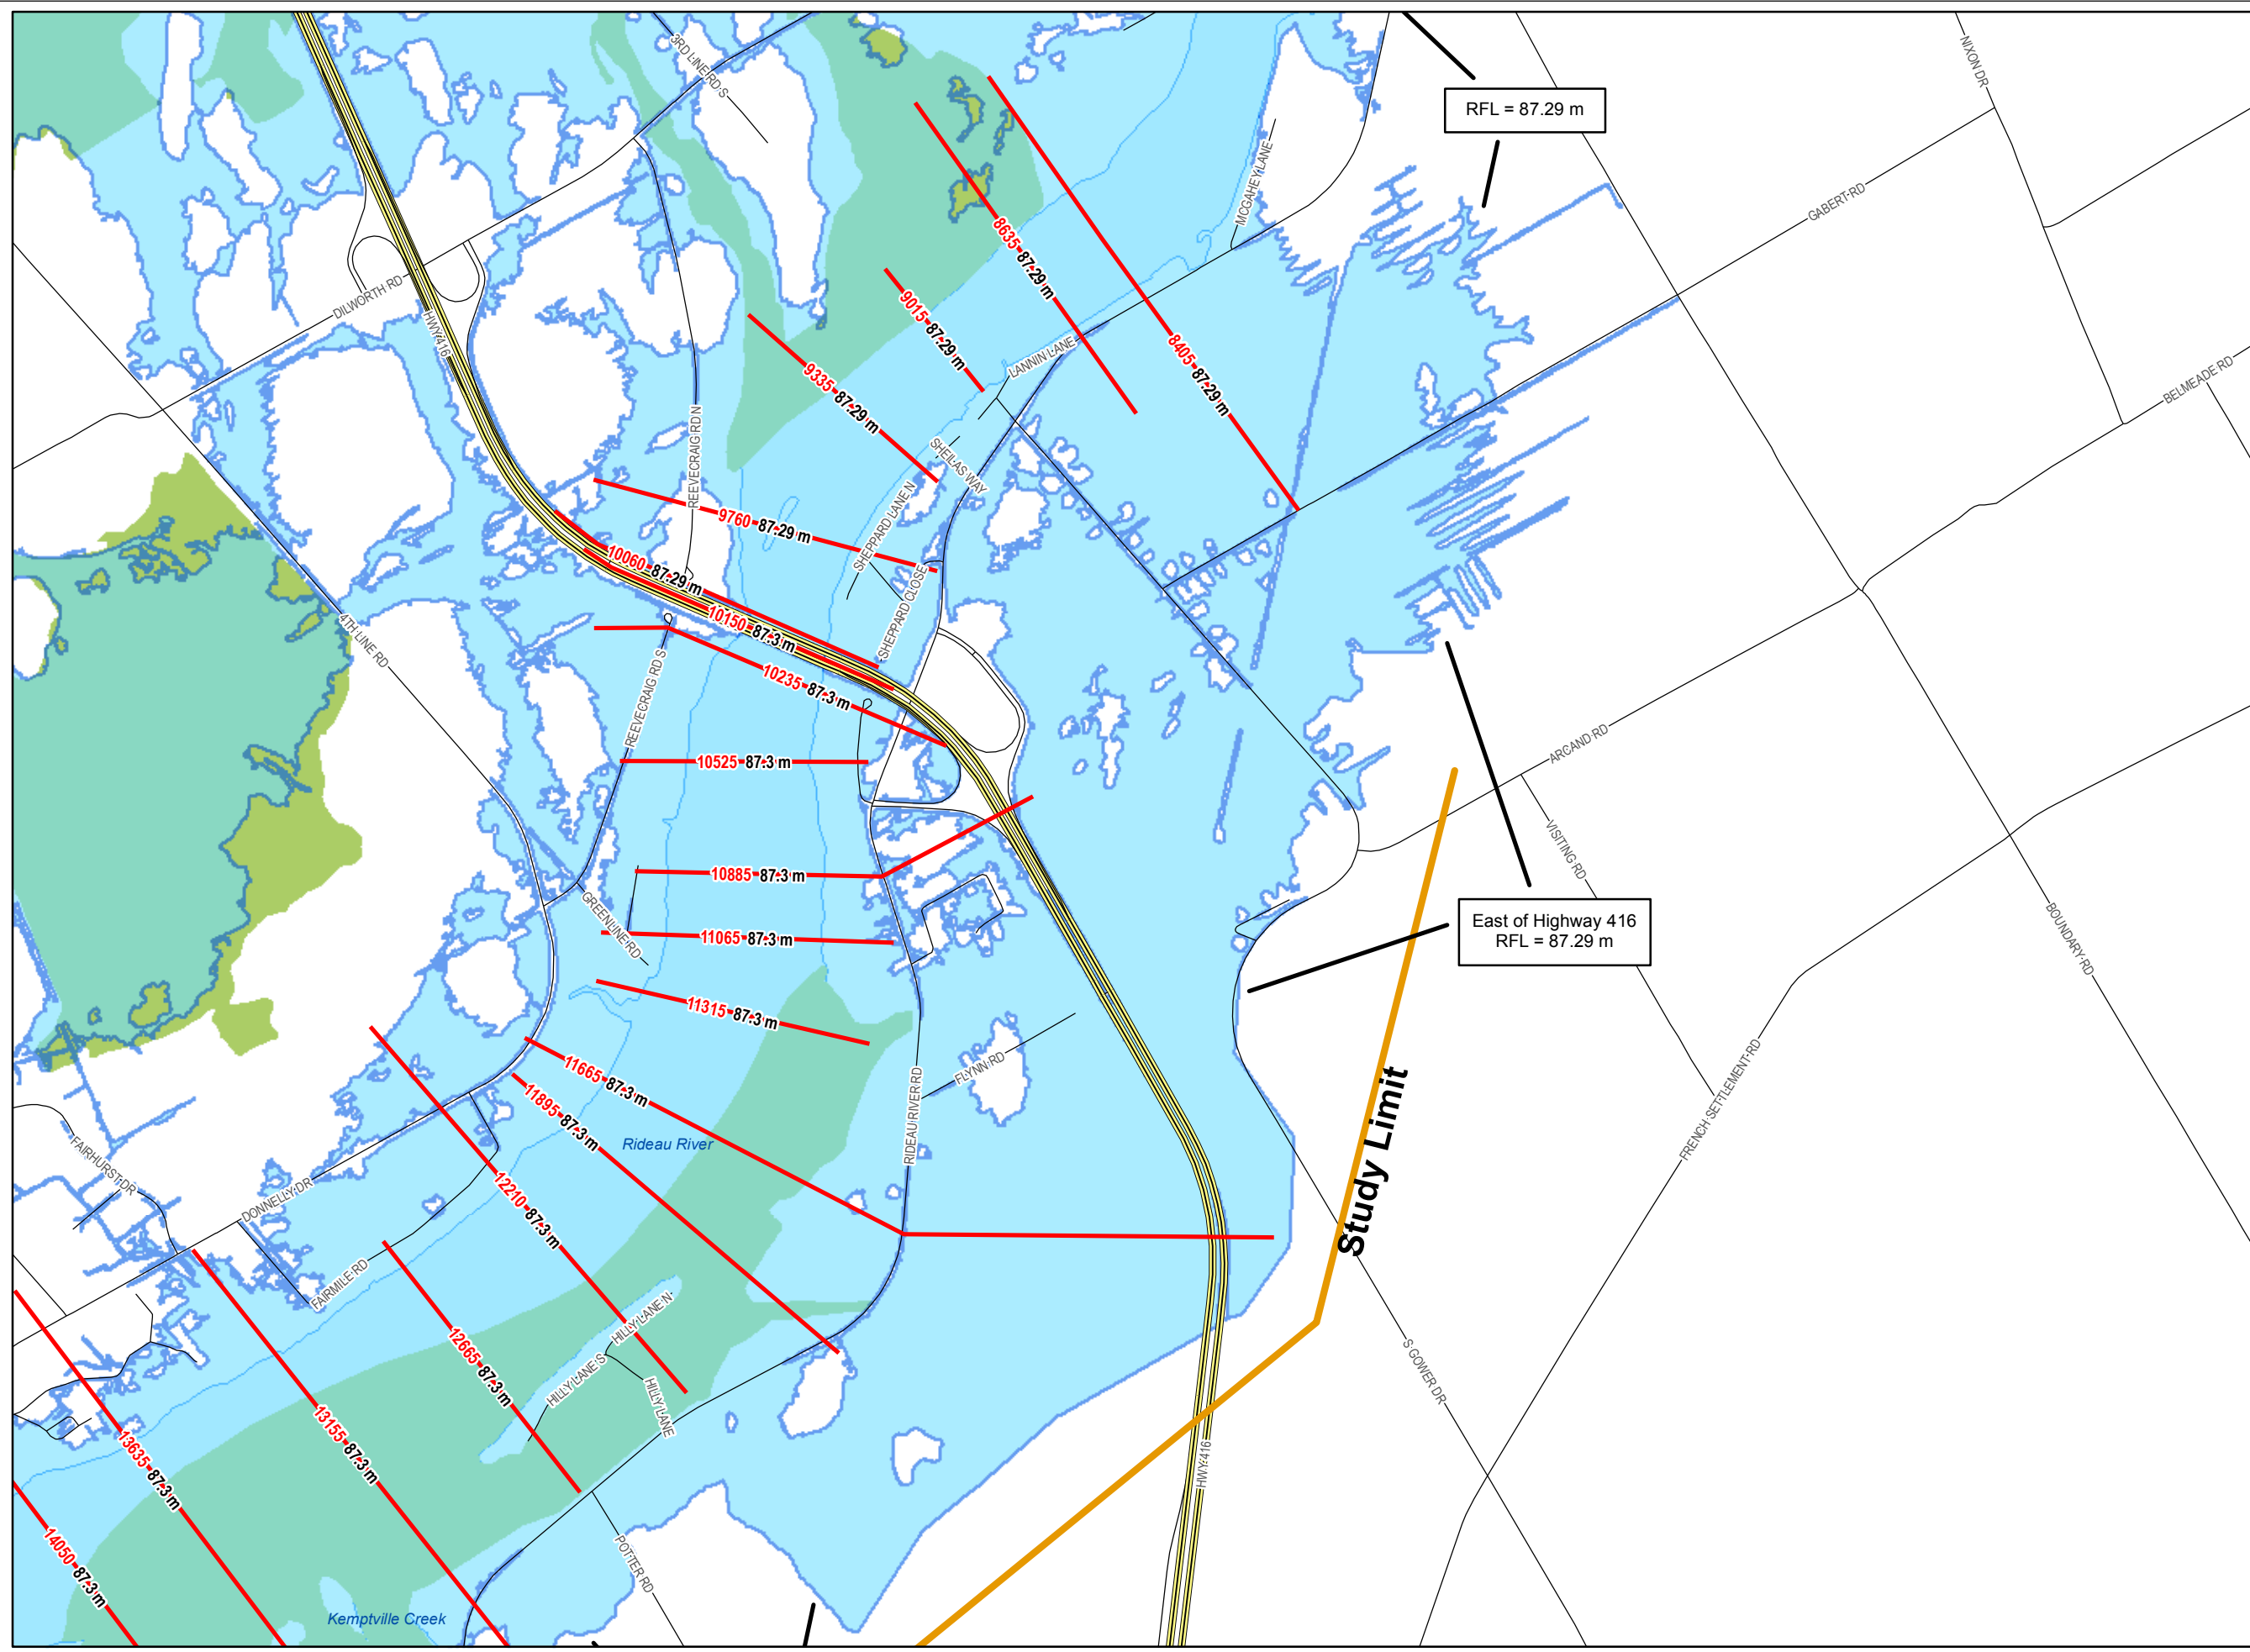 3RD LINE RD S
NIXON DR
RFL = 87.29 m
MCGAHEY LANE
GABERT RD
8635 87.29 m
DILWORTH RD
HWY 416
9015 87.29 m
LANNIN LANE
8405 87.29 m
9335 87.29 m
BELMEADE RD
REEVECRAIG RD N
SHEILAS WAY
SHEPPARD LANE N
9760 87.29 m
10060 87.29 m
SHEPPARD CLOSE
4TH LINE RD
10150 87.3 m
REEVECRAIG RD S
10235 87.3 m
ARCAND RD
10525 87.3 m
VISITING RD
10885 87.3 m
GREENLINE RD
11065 87.3 m
East of Highway 416
RFL = 87.29 m
BOUNDARY RD
11315 87.3 m
FLYNN RD
11665 87.3 m
11895 87.3 m
RIDEAU RIVER RD
Rideau River
Study Limit
FRENCH SETTLEMENT RD
FAIRHURST DR
DONNELLY DR
12210 87.3 m
FAIRMILE RD
HILLY LANE N
12665 87.3 m
HILLY LANE S
HILLY LANE
S GOWER DR
13155 87.3 m
13635 87.3 m
HWY 416
14050 87.3 m
POTTER RD
Kemptville Creek